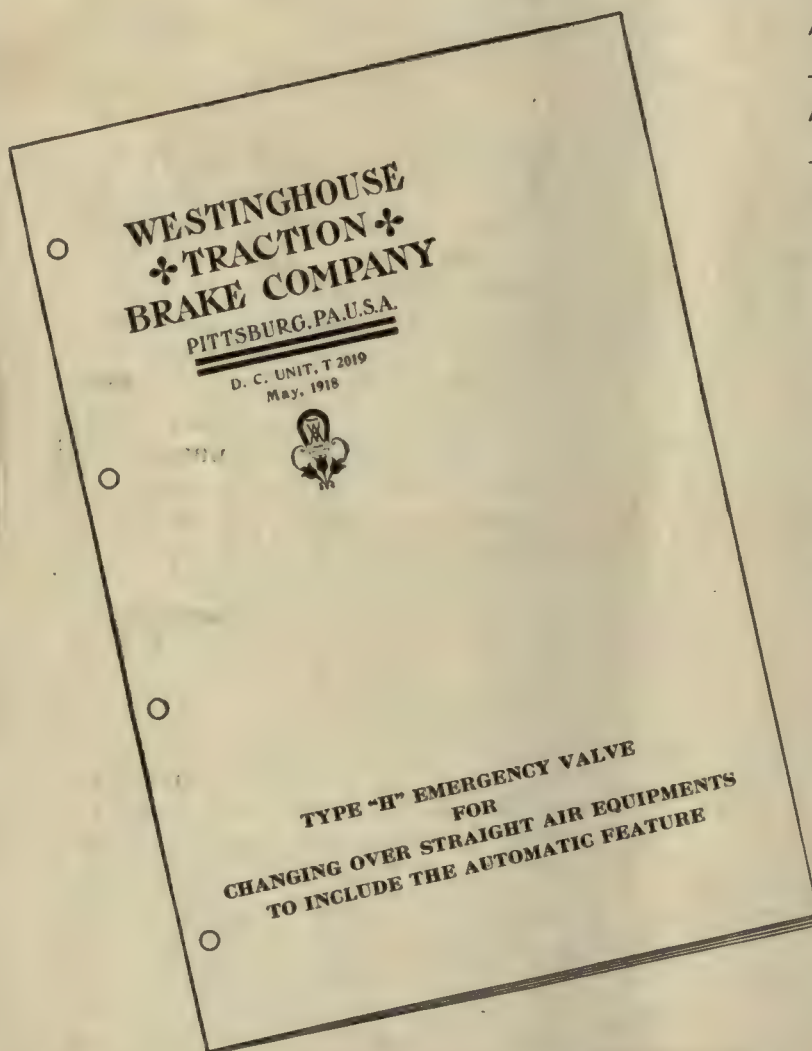 WESTINGHOUSE
TRACTION
BRAKE COMPANY
PITTSBURG, PA. U.S.A.
D. C. UNIT, T 2019
May, 1918
TYPE "H" EMERGENCY VALVE
FOR
CHANGING OVER STRAIGHT AIR EQUIPMENTS
TO INCLUDE THE AUTOMATIC FEATURE